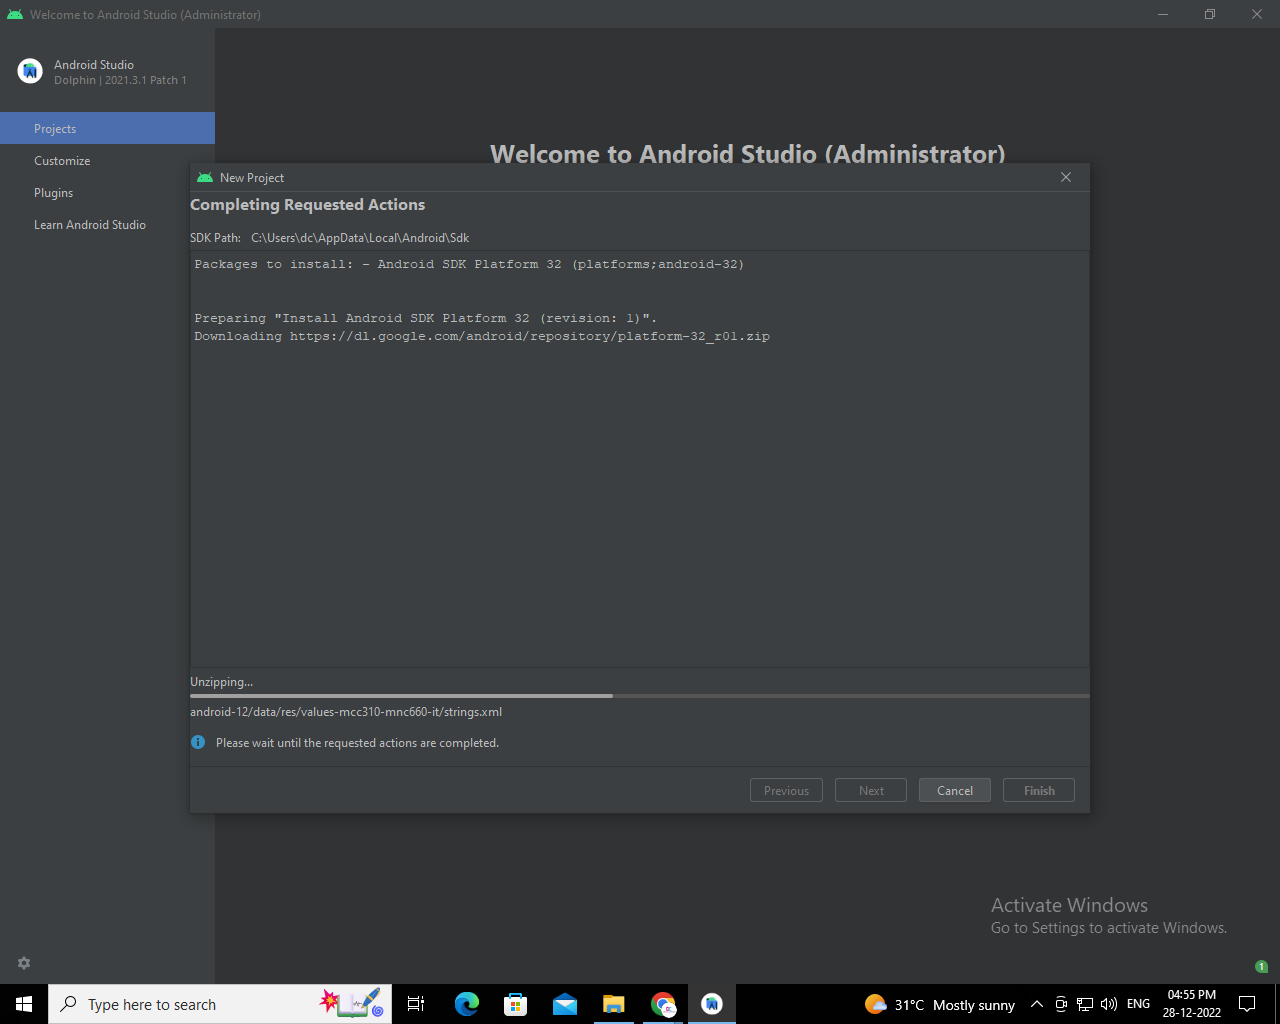 Welcome to Android Studio (Administrator)
Android Studio
Dolphin | 2021.3.1 Patch 1
Projects
Customize
Plugins
Learn Android Studio
Welcome to Android Studio (Administrator)
New Project
Completing Requested Actions
SDK Path: C:\Users\dc\AppData\Local\Android\Sdk
Packages to install: - Android SDK Platform 32 (platforms;android-32)
Preparing "Install Android SDK Platform 32 (revision: 1)".
Downloading https://dl.google.com/android/repository/platform-32_r01.zip
Unzipping...
android-12/data/res/values-mcc310-mnc660-it/strings.xml
Please wait until the requested actions are completed.
Previous Next Cancel Finish
Activate Windows
Go to Settings to activate Windows.
1
Type here to search
31°C Mostly sunny
ENG
04:55 PM
28-12-2022